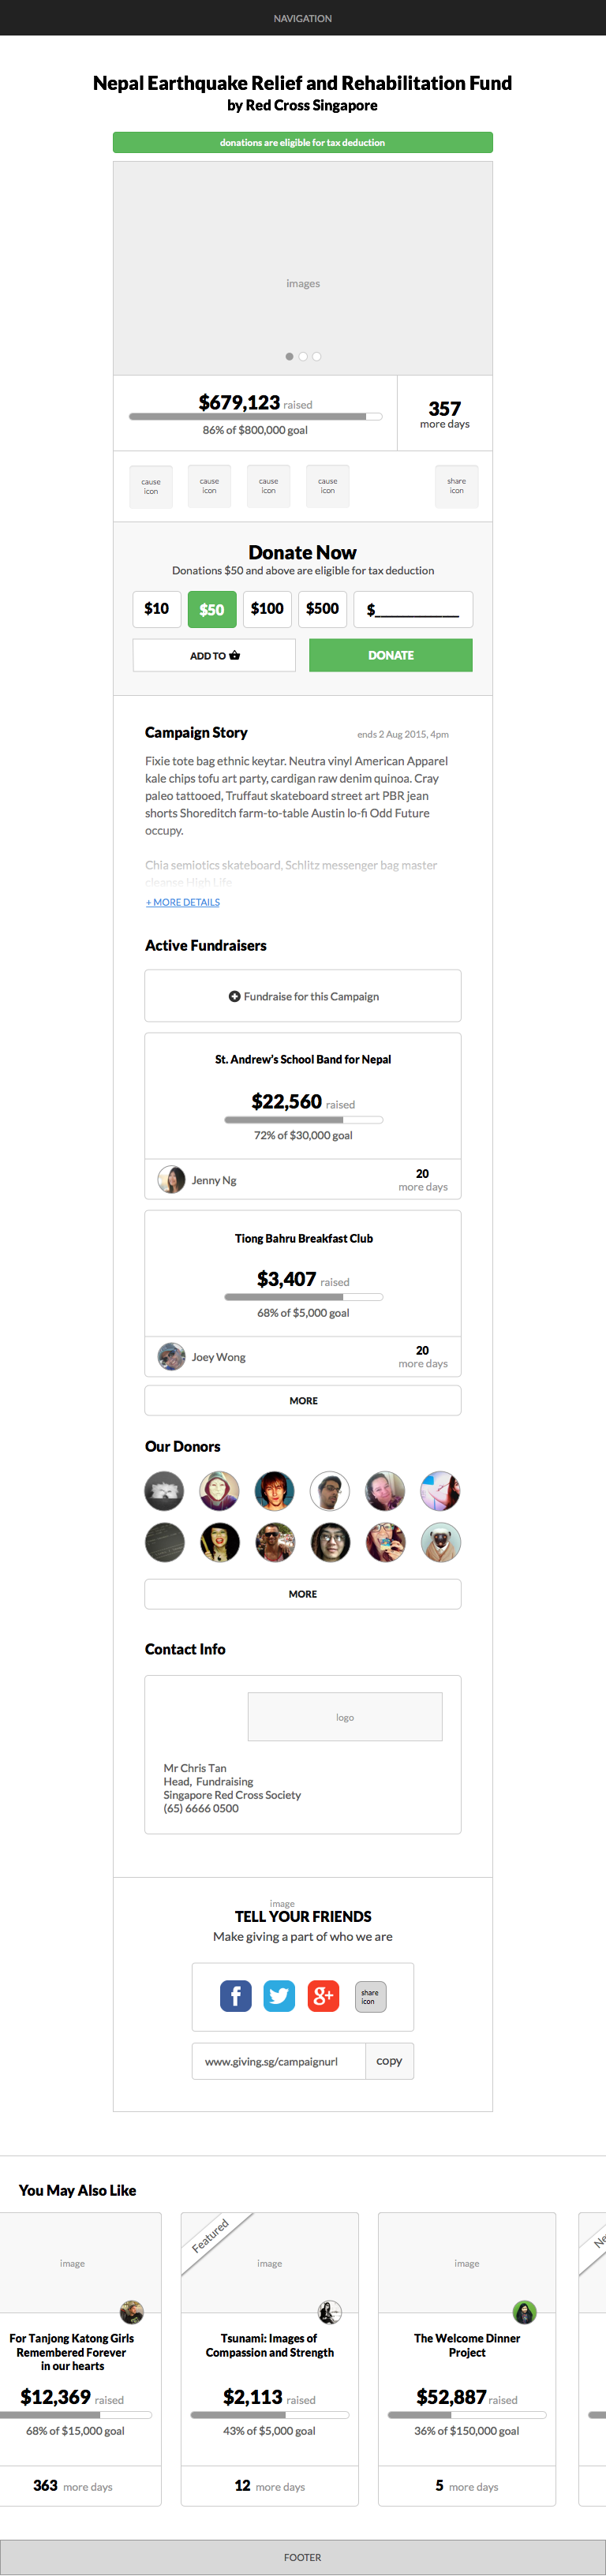 NAVIGATION
Nepal Earthquake Relief and Rehabilitation Fund
by Red Cross Singapore
donations are eligible for tax deduction
images
$679,123 raised
86% of $800,000 goal
357
more days
cause
icon
cause
icon
cause
icon
cause
icon
share
icon
Donate Now
Donations $50 and above are eligible for tax deduction
$10
$50
$100
$500
$____________
ADD TO
DONATE
Campaign Story
ends 2 Aug 2015, 4pm
Fixie tote bag ethnic keytar. Neutra vinyl American Apparel
kale chips tofu art party, cardigan raw denim quinoa. Cray
paleo tattooed, Truffaut skateboard street art PBR jean
shorts Shoreditch farm-to-table Austin lo-fi Odd Future
occupy.
Chia semiotics skateboard, Schlitz messenger bag master
cleanse High Life
+ MORE DETAILS
Active Fundraisers
Fundraise for this Campaign
St. Andrew's School Band for Nepal
$22,560 raised
72% of $30,000 goal
Jenny Ng
20
more days
Tiong Bahru Breakfast Club
$3,407 raised
68% of $5,000 goal
Joey Wong
20
more days
MORE
Our Donors
MORE
Contact Info
logo
Mr Chris Tan
Head, Fundraising
Singapore Red Cross Society
(65) 6666 0500
image
TELL YOUR FRIENDS
Make giving a part of who we are
f
g+
share
icon
www.giving.sg/campaignurl
copy
You May Also Like
image
For Tanjong Katong Girls
Remembered Forever
in our hearts
$12,369 raised
68% of $15,000 goal
363 more days
Featured
image
Tsunami: Images of
Compassion and Strength
$2,113 raised
43% of $5,000 goal
12 more days
image
The Welcome Dinner
Project
$52,887 raised
36% of $150,000 goal
5 more days
Ne
FOOTER